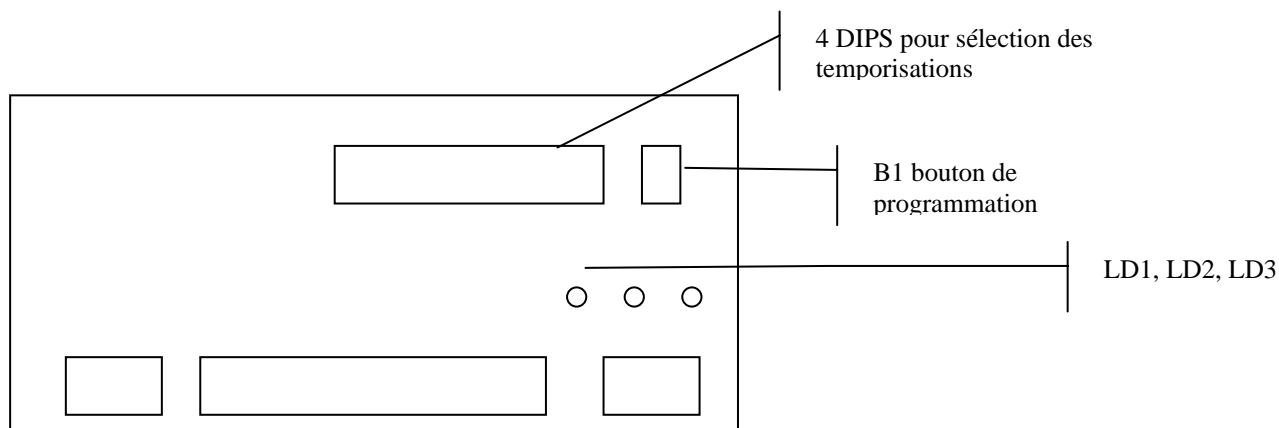 4 DIPS pour sélection des
temporisations
B1 bouton de
programmation
LD1, LD2, LD3